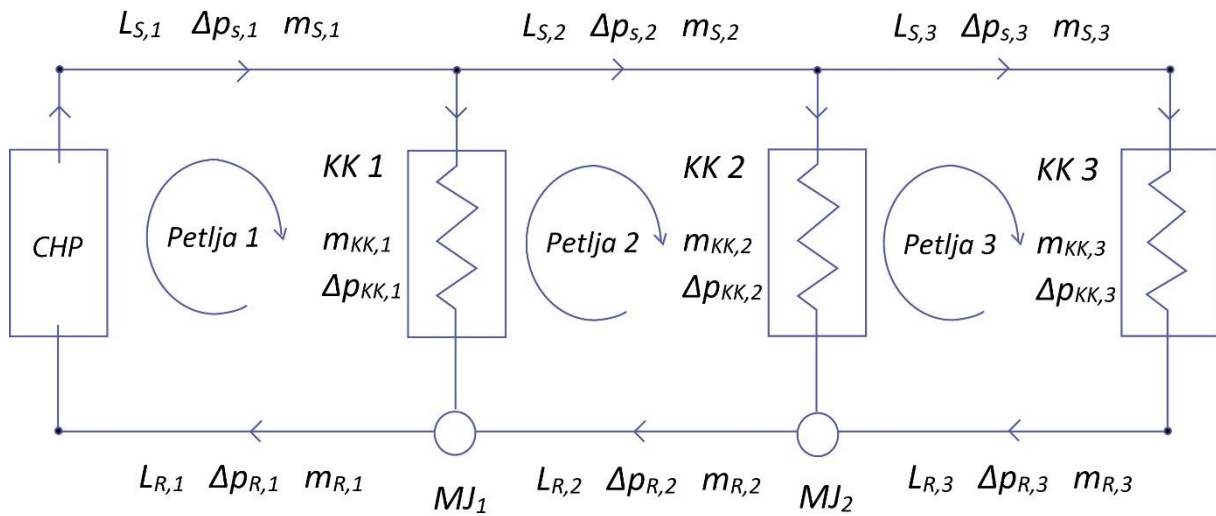 L_S,1 Δp_s,1 m_S,1 L_S,2 Δp_s,2 m_S,2 L_S,3 Δp_s,3 m_S,3
KK 1 KK 2 KK 3
CHP Petlja 1 m_KK,1 Petlja 2 m_KK,2 Petlja 3 m_KK,3
Δp_KK,1 Δp_KK,2 Δp_KK,3
L_R,1 Δp_R,1 m_R,1 MJ_1 L_R,2 Δp_R,2 m_R,2 MJ_2 L_R,3 Δp_R,3 m_R,3